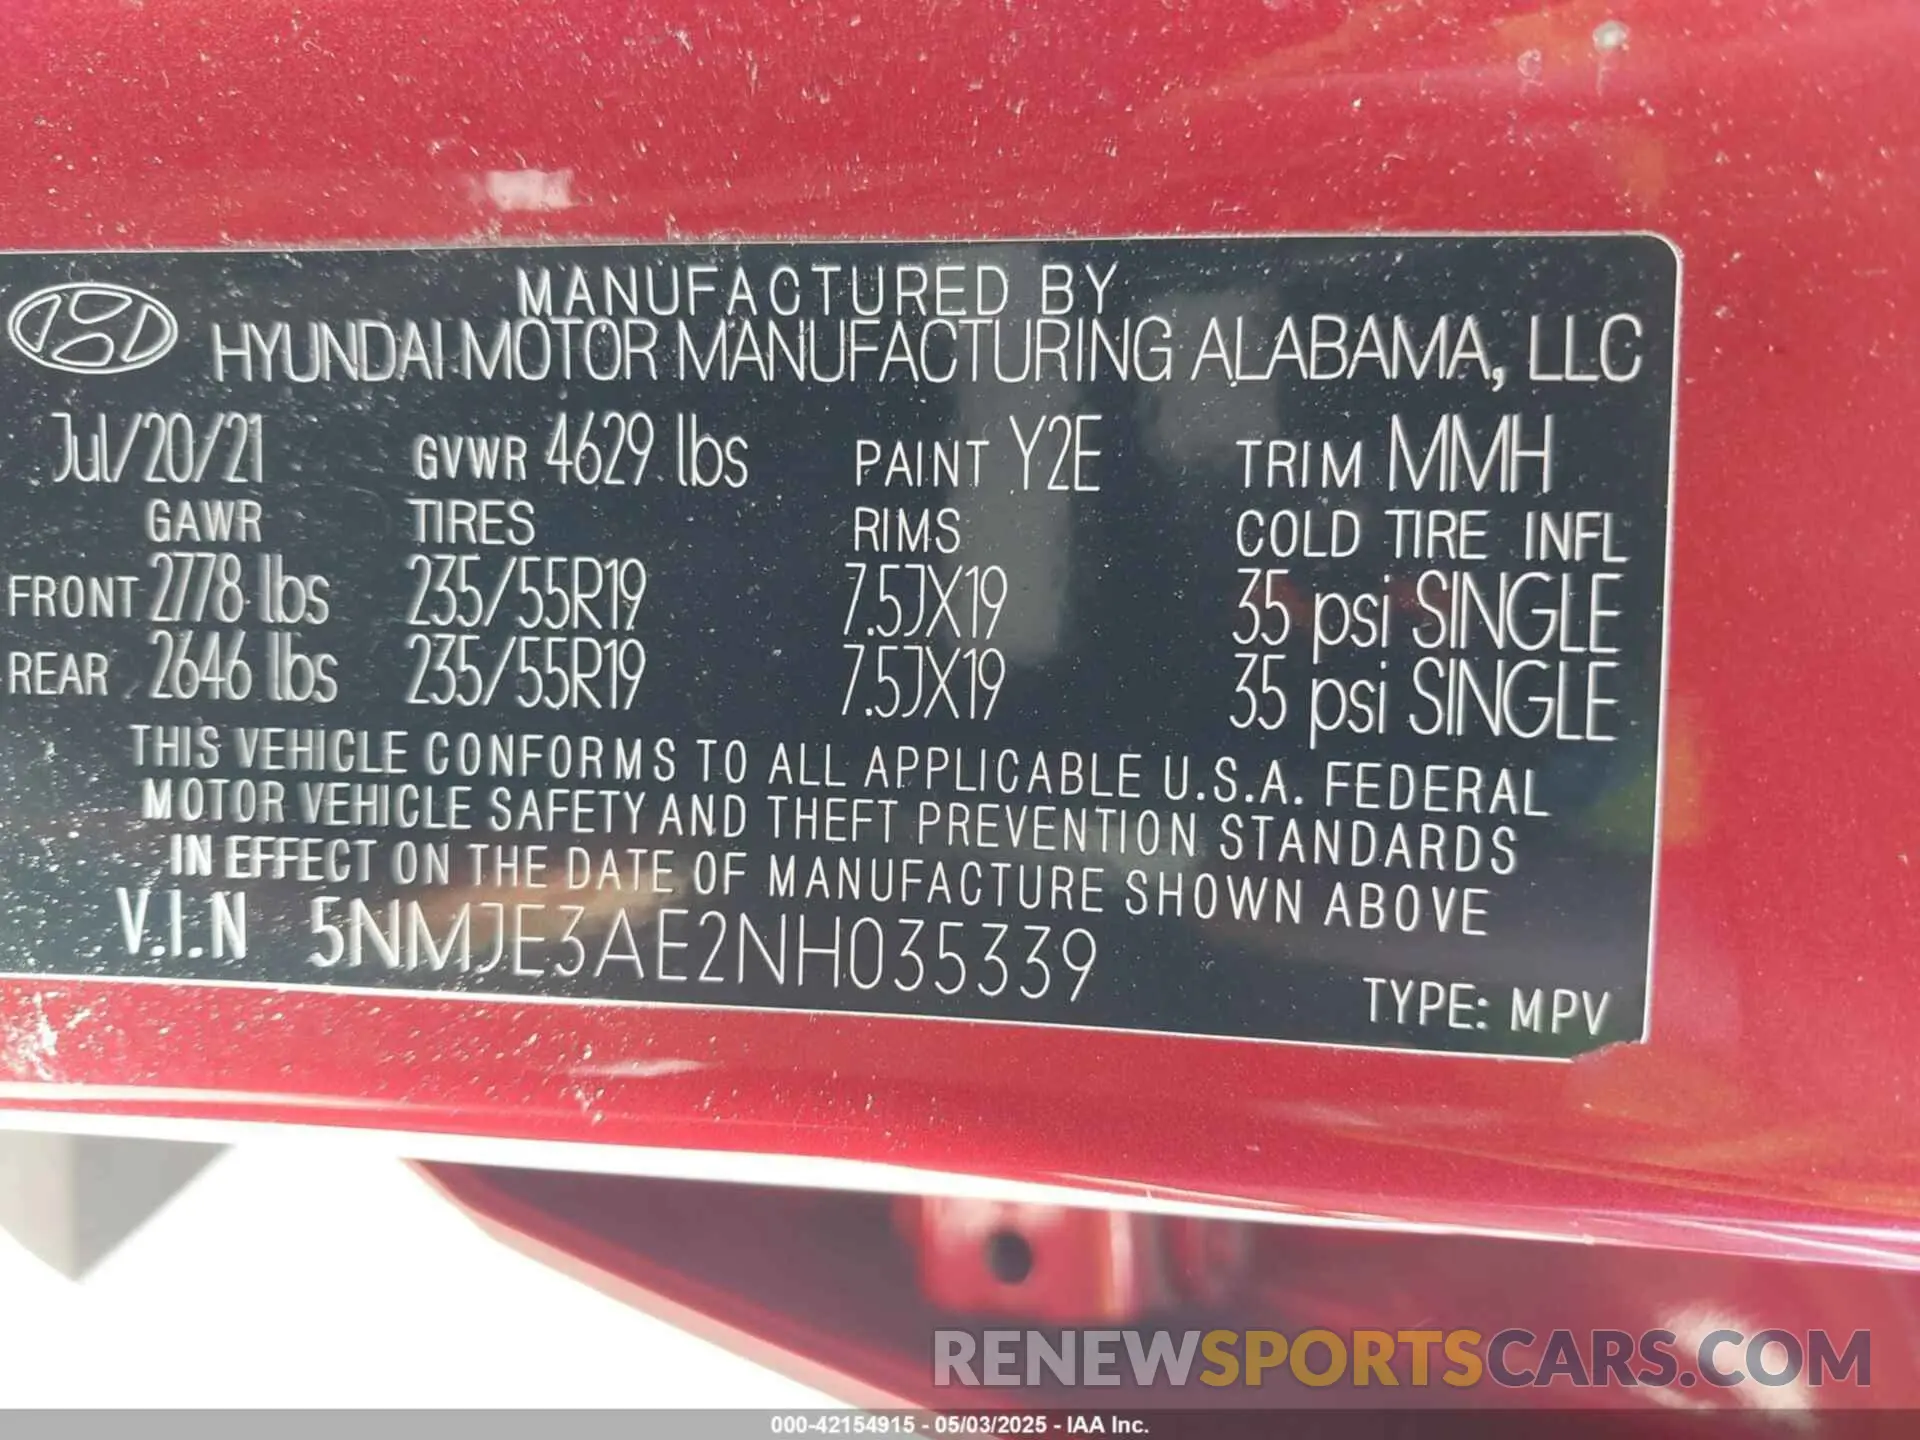 MANUFACTURED BY
HYUNDAI MOTOR MANUFACTURING ALABAMA, LLC
Jul/20/21 GVWR 4629 lbs PAINT Y2E TRIM MMH
GAWR TIRES RIMS COLD TIRE INFL
FRONT 2778 lbs 235/55R19 7.5JX19 35 psi SINGLE
REAR 2646 lbs 235/55R19 7.5JX19 35 psi SINGLE
THIS VEHICLE CONFORMS TO ALL APPLICABLE U.S.A. FEDERAL
MOTOR VEHICLE SAFETY AND THEFT PREVENTION STANDARDS
IN EFFECT ON THE DATE OF MANUFACTURE SHOWN ABOVE
V.I.N 5NMJE3AE2NH035339
TYPE: MPV
RENEWSPORTSCARS.COM
000-42154915 - 05/03/2025 - IAA Inc.